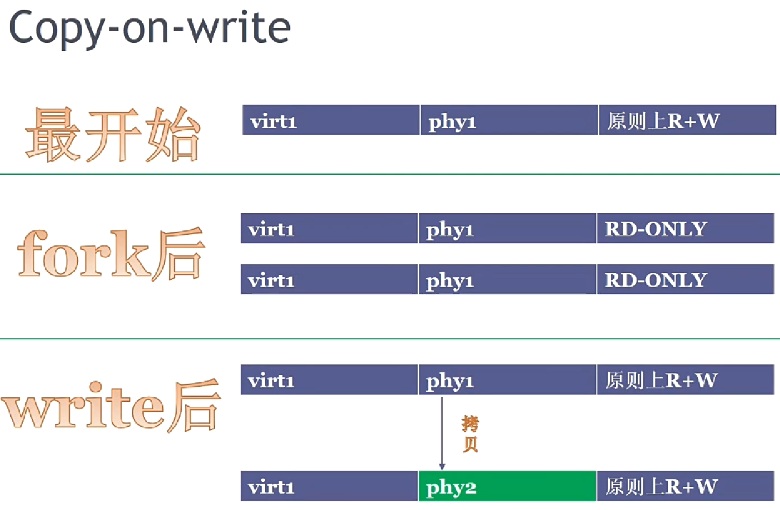 Copy-on-write
最开始 virt1 phy1 原则上R+W
fork后
virt1 phy1 RD-ONLY
virt1 phy1 RD-ONLY
write后
virt1 phy1 原则上R+W
拷
贝
virt1 phy2 原则上R+W